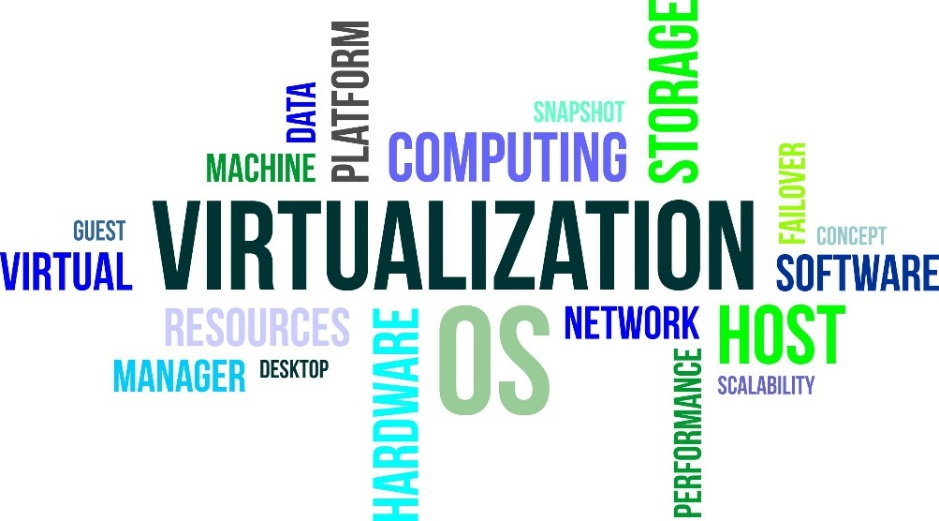 STORAGE
PLATFORM
DATA
SNAPSHOT
COMPUTING
MACHINE
FAILOVER
VIRTUALIZATION
GUEST
CONCEPT
VIRTUAL
SOFTWARE
RESOURCES
HARDWARE
OS
NETWORK
HOST
MANAGER
DESKTOP
PERFORMANCE
SCALABILITY